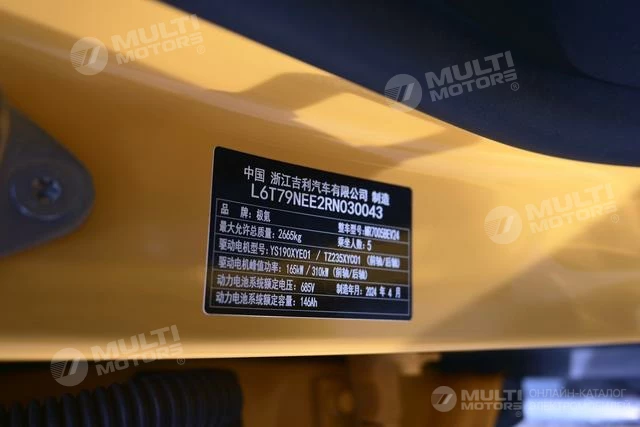 MULTI
MOTORS
MULTI
MOTORS
中国 浙江吉利汽车有限公司 制造
L6T79NEE2RN030043
品 牌：极氪 整车型号：MR7005BEV24
最大允许总质量：2665kg 乘坐人数：5
驱动电机型号：YS190XYE01 / TZ235XYC01 （前轴/后轴）
驱动电机峰值功率：165kW / 310kW （前轴/后轴）
动力电池系统额定电压：685V 制造年月：2024 年 4 月
动力电池系统额定容量：146Ah
MULTI
MOTORS
MULTI
MOTORS
ОНЛАЙН-КАТАЛОГ